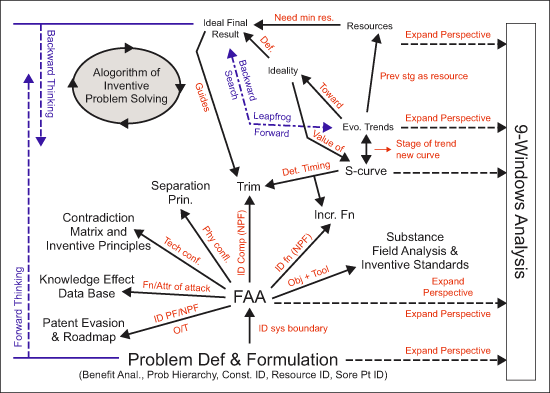 Ideal Final
Result
Need min res.
Resources
Expand Perspective
Backward Thinking
Alogorithm of
Inventive
Problem Solving
Def.
Ideality
Guides
Backward
Search
Leapfrog
Forward
Toward
Prev stg as resource
Evo. Trends
Expand Perspective
Value of
Stage of trend
new curve
S-curve
Det. Timing
Trim
Separation
Prin.
Incr. Fn
Contradiction
Matrix and
Inventive Principles
Phy confl.
Tech conf.
ID Comp (NPF)
ID fn (NPF)
Substance
Field Analysis &
Inventive Standards
Obj + Tool
Knowledge Effect
Data Base
Fn/Attr of attack
FAA
Expand
Perspective
Expand Perspective
Patent Evasion
& Roadmap
ID PF/NPF
O/T
ID sys boundary
Forward Thinking
Problem Def & Formulation
Expand Perspective
(Benefit Anal., Prob Hierarchy, Const. ID, Resource ID, Sore Pt ID)
9-Windows Analysis